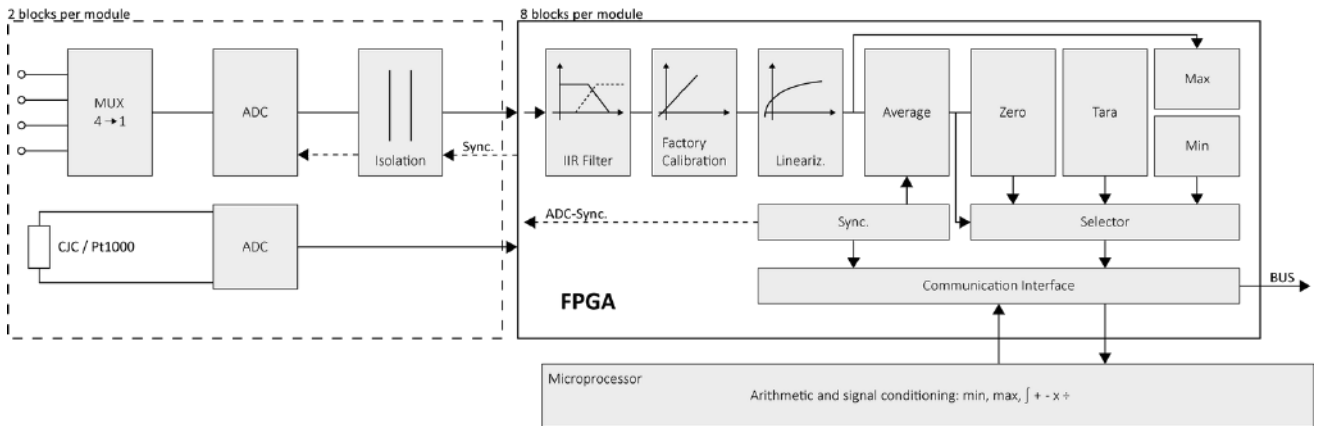 2 blocks per module
8 blocks per module
MUX
4→1
ADC
Isolation
Sync.
IIR Filter
Factory
Calibration
Lineariz.
Average
Zero
Tara
Max
Min
CJC / Pt1000
ADC
ADC-Sync.
Sync.
Selector
Communication Interface
BUS
FPGA
Microprocessor
Arithmetic and signal conditioning: min, max, ∫ + - x ÷